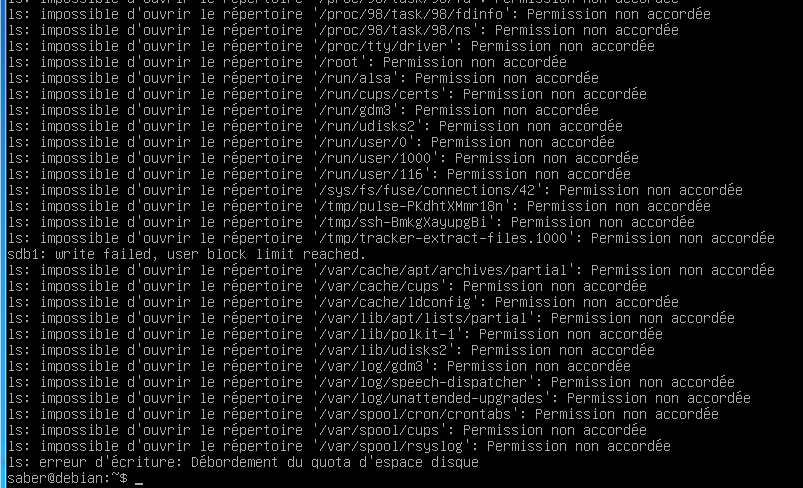 ls: impossible d'ouvrir le répertoire '/proc/98/task/98/fd': Permission non accordée
ls: impossible d'ouvrir le répertoire '/proc/98/task/98/fdinfo': Permission non accordée
ls: impossible d'ouvrir le répertoire '/proc/98/task/98/ns': Permission non accordée
ls: impossible d'ouvrir le répertoire '/proc/tty/driver': Permission non accordée
ls: impossible d'ouvrir le répertoire '/root': Permission non accordée
ls: impossible d'ouvrir le répertoire '/run/alsa': Permission non accordée
ls: impossible d'ouvrir le répertoire '/run/cups/certs': Permission non accordée
ls: impossible d'ouvrir le répertoire '/run/gdm3': Permission non accordée
ls: impossible d'ouvrir le répertoire '/run/udisks2': Permission non accordée
ls: impossible d'ouvrir le répertoire '/run/user/0': Permission non accordée
ls: impossible d'ouvrir le répertoire '/run/user/1000': Permission non accordée
ls: impossible d'ouvrir le répertoire '/run/user/116': Permission non accordée
ls: impossible d'ouvrir le répertoire '/sys/fs/fuse/connections/42': Permission non accordée
ls: impossible d'ouvrir le répertoire '/tmp/pulse-PKdhtXMmr18n': Permission non accordée
ls: impossible d'ouvrir le répertoire '/tmp/ssh-BmkgXayupgBi': Permission non accordée
ls: impossible d'ouvrir le répertoire '/tmp/tracker-extract-files.1000': Permission non accordée
sdb1: write failed, user block limit reached.
ls: impossible d'ouvrir le répertoire '/var/cache/apt/archives/partial': Permission non accordée
ls: impossible d'ouvrir le répertoire '/var/cache/cups': Permission non accordée
ls: impossible d'ouvrir le répertoire '/var/cache/ldconfig': Permission non accordée
ls: impossible d'ouvrir le répertoire '/var/lib/apt/lists/partial': Permission non accordée
ls: impossible d'ouvrir le répertoire '/var/lib/polkit-1': Permission non accordée
ls: impossible d'ouvrir le répertoire '/var/lib/udisks2': Permission non accordée
ls: impossible d'ouvrir le répertoire '/var/log/gdm3': Permission non accordée
ls: impossible d'ouvrir le répertoire '/var/log/speech-dispatcher': Permission non accordée
ls: impossible d'ouvrir le répertoire '/var/log/unattended-upgrades': Permission non accordée
ls: impossible d'ouvrir le répertoire '/var/spool/cron/crontabs': Permission non accordée
ls: impossible d'ouvrir le répertoire '/var/spool/cups': Permission non accordée
ls: impossible d'ouvrir le répertoire '/var/spool/rsyslog': Permission non accordée
ls: erreur d'écriture: Débordement du quota d'espace disque
saber@debian:~$ _